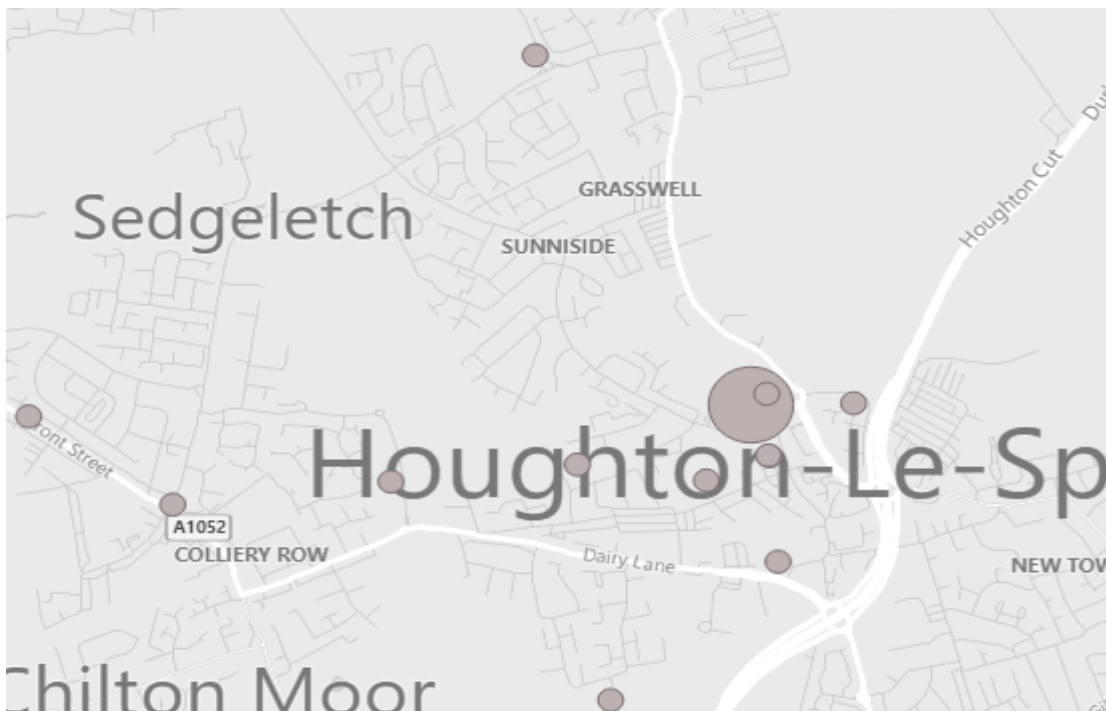 Houghton Cut
GRASSWELL
Sedgeletch
SUNNISIDE
Front Street
Houghton-Le-Sp
A1052
COLLIERY ROW
Dairy Lane
NEW TOW
Chilton Moor